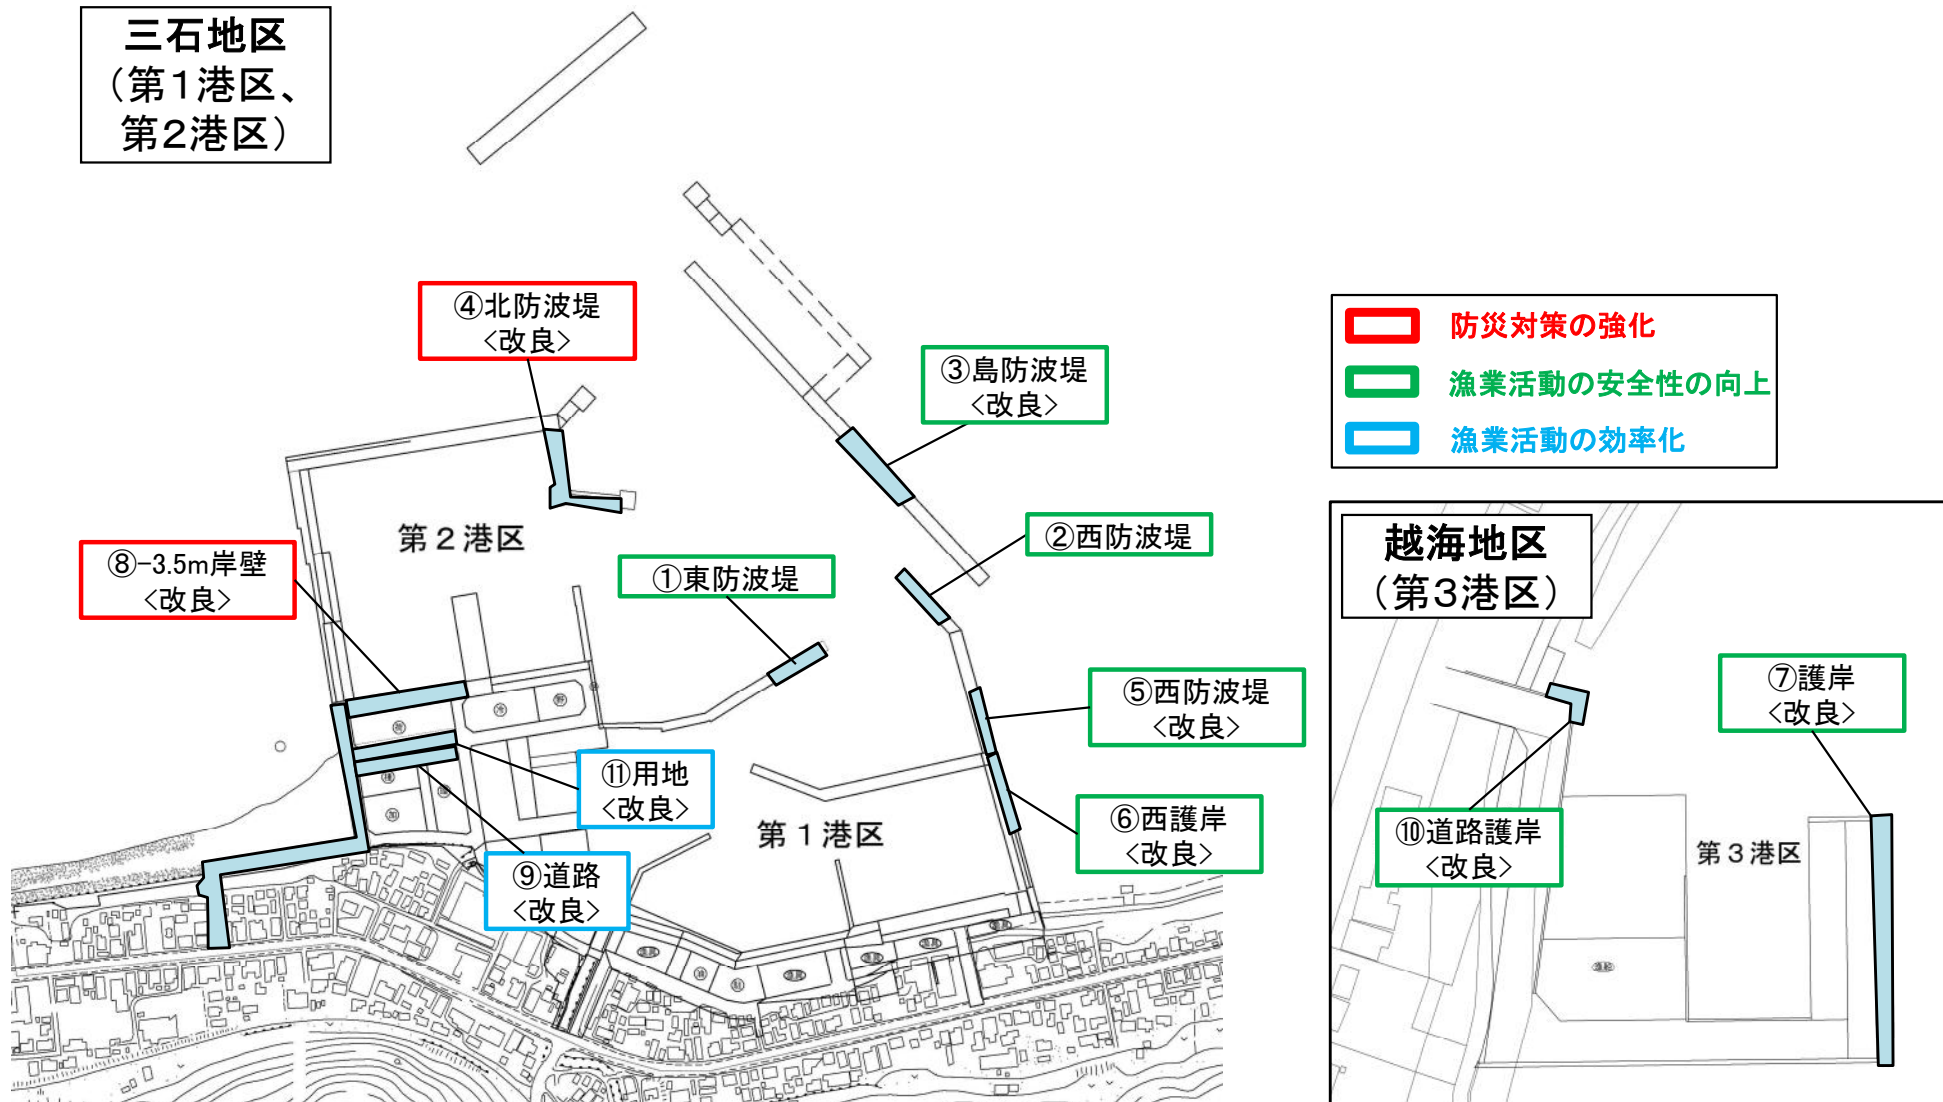 三石地区
（第１港区、
第２港区）
④北防波堤
<改良>
③島防波堤
<改良>
防災対策の強化
漁業活動の安全性の向上
漁業活動の効率化
第２港区
②西防波堤
越海地区
（第３港区）
⑧-3.5m岸壁
<改良>
①東防波堤
⑤西防波堤
<改良>
⑦護岸
<改良>
⑪用地
<改良>
⑥西護岸
<改良>
第１港区
⑩道路護岸
<改良>
第３港区
⑨道路
<改良>